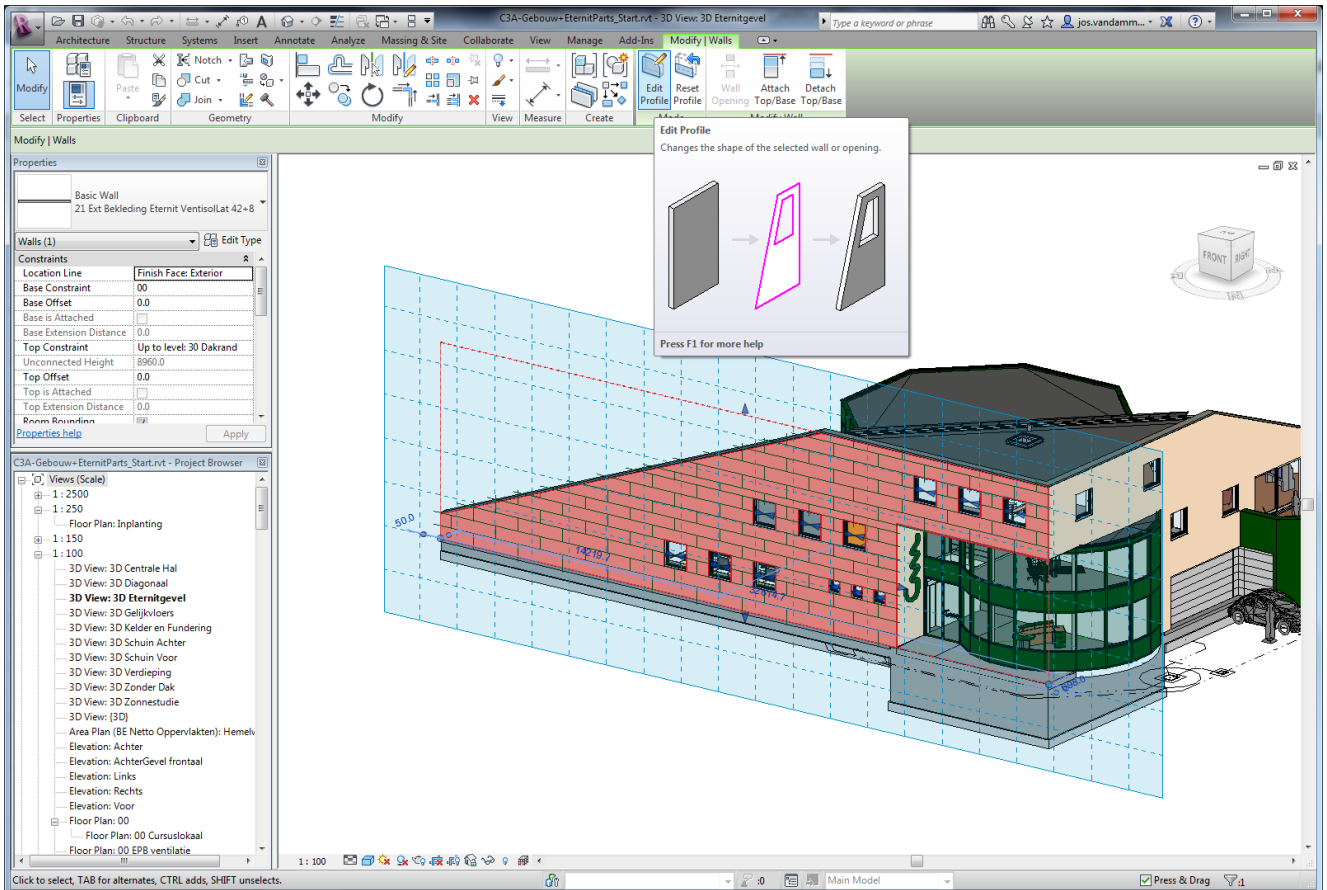 C3A-Gebouw+EternitParts_Start.rvt - 3D View: 3D Eternitgevel
Type a keyword or phrase
jos.vandamm...
Architecture Structure Systems Insert Annotate Analyze Massing & Site Collaborate View Manage Add-Ins Modify | Walls
Modify
Paste
Notch
Cut
Join
Edit Profile
Reset Profile
Wall Opening
Attach Top/Base
Detach Top/Base
Select Properties Clipboard Geometry Modify View Measure Create Mode Modify Wall
Modify | Walls
Edit Profile
Changes the shape of the selected wall or opening.
Press F1 for more help
Properties
Basic Wall
21 Ext Bekleding Eternit VentisolLat 42+8
Walls (1)
Edit Type
Constraints
Location Line Finish Face: Exterior
Base Constraint 00
Base Offset 0.0
Base is Attached
Base Extension Distance 0.0
Top Constraint Up to level: 30 Dakrand
Unconnected Height 8960.0
Top Offset 0.0
Top is Attached
Top Extension Distance 0.0
Room Bounding
Properties help
Apply
C3A-Gebouw+EternitParts_Start.rvt - Project Browser
Views (Scale)
1 : 2500
1 : 250
Floor Plan: Inplanting
1 : 150
1 : 100
3D View: 3D Centrale Hal
3D View: 3D Diagonaal
3D View: 3D Eternitgevel
3D View: 3D Gelijkvloers
3D View: 3D Kelder en Fundering
3D View: 3D Schuin Achter
3D View: 3D Schuin Voor
3D View: 3D Verdieping
3D View: 3D Zonder Dak
3D View: 3D Zonnestudie
3D View: {3D}
Area Plan (BE Netto Oppervlakten): Hemelv
Elevation: Achter
Elevation: AchterGevel frontaal
Elevation: Links
Elevation: Rechts
Elevation: Voor
Floor Plan: 00
Floor Plan: 00 Cursuslokaal
Floor Plan: 00 EPB ventilatie
FRONT
RIGHT
50.0
14219.7
1 : 100
Click to select, TAB for alternates, CTRL adds, SHIFT unselects.
:0
Main Model
Press & Drag
:1